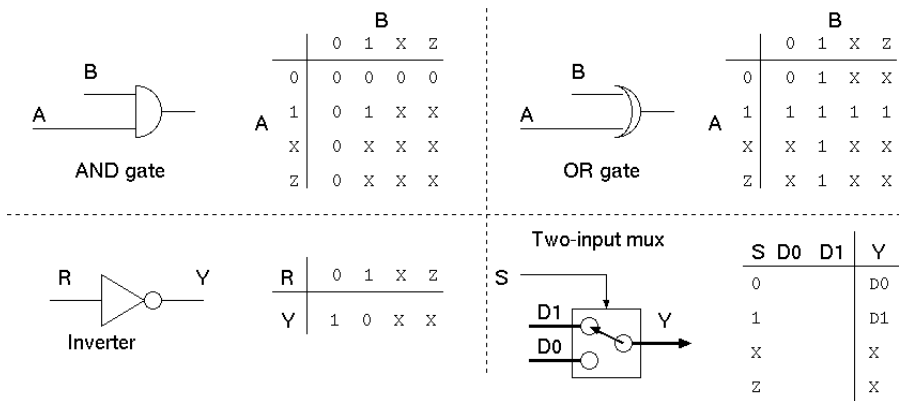 B
A
AND gate
B
0 1 X Z
0 0 0 0 0
A
1 0 1 X X
X 0 X X X
Z 0 X X X
B
A
OR gate
B
0 1 X Z
0 0 1 X X
A
1 1 1 1 1
X X 1 X X
Z X 1 X X
R Y
Inverter
R 0 1 X Z
Y 1 0 X X
Two-input mux
S
D1
Y
D0
S D0 D1 Y
0 D0
1 D1
X X
Z X